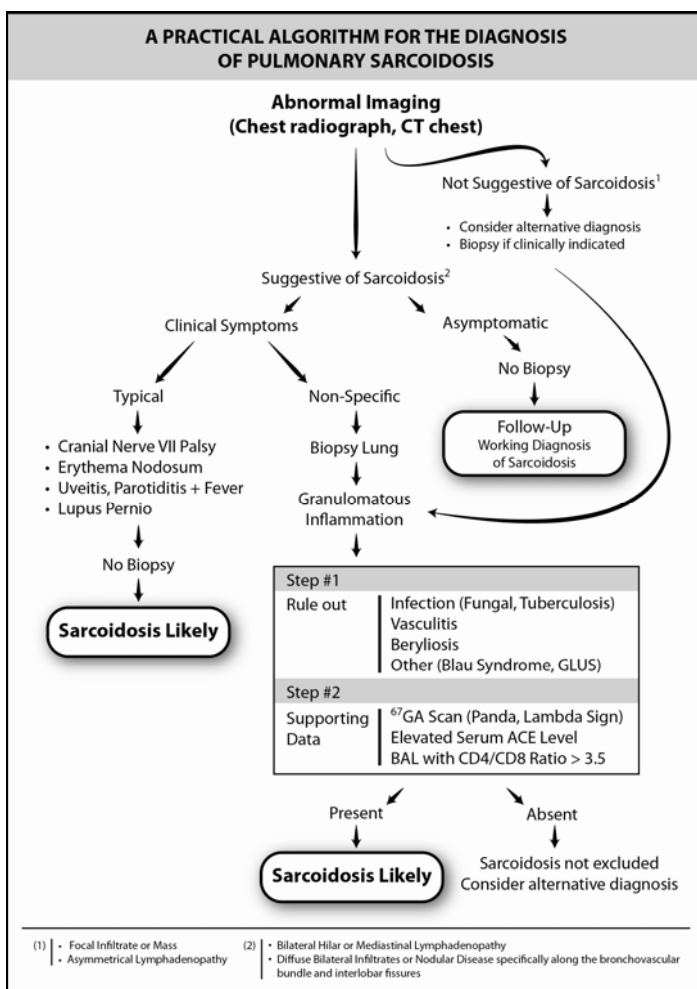 A PRACTICAL ALGORITHM FOR THE DIAGNOSIS
OF PULMONARY SARCOIDOSIS
Abnormal Imaging
(Chest radiograph, CT chest)
Not Suggestive of Sarcoidosis¹
• Consider alternative diagnosis
• Biopsy if clinically indicated
Suggestive of Sarcoidosis²
Clinical Symptoms
Asymptomatic
No Biopsy
Follow-Up
Working Diagnosis
of Sarcoidosis
Typical
• Cranial Nerve VII Palsy
• Erythema Nodosum
• Uveitis, Parotiditis + Fever
• Lupus Pernio
No Biopsy
Sarcoidosis Likely
Non-Specific
Biopsy Lung
Granulomatous
Inflammation
Step #1
Rule out
Infection (Fungal, Tuberculosis)
Vasculitis
Beryliosis
Other (Blau Syndrome, GLUS)
Step #2
Supporting
Data
⁶⁷GA Scan (Panda, Lambda Sign)
Elevated Serum ACE Level
BAL with CD4/CD8 Ratio > 3.5
Present
Sarcoidosis Likely
Absent
Sarcoidosis not excluded
Consider alternative diagnosis
(1) • Focal Infiltrate or Mass
• Asymmetrical Lymphadenopathy
(2) • Bilateral Hilar or Mediastinal Lymphadenopathy
• Diffuse Bilateral Infiltrates or Nodular Disease specifically along the bronchovascular
bundle and interlobar fissures